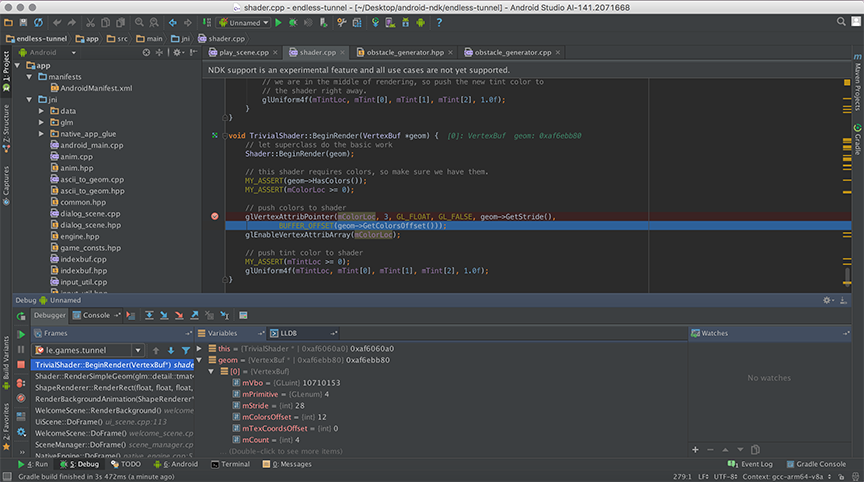 shader.cpp - endless-tunnel - [~/Desktop/android-ndk/endless-tunnel] - Android Studio AI-141.2071668
Unnamed
endless-tunnel app src main jni shader.cpp
Android
play_scene.cpp shader.cpp obstacle_generator.hpp obstacle_generator.cpp
NDK support is an experimental feature and all use cases are not yet supported.
1: Project
Z: Structure
Captures
Build Variants
2: Favorites
Maven Projects
Gradle
app
manifests
AndroidManifest.xml
jni
data
glm
native_app_glue
android_main.cpp
anim.cpp
anim.hpp
ascii_to_geom.cpp
ascii_to_geom.hpp
common.hpp
dialog_scene.cpp
dialog_scene.hpp
engine.hpp
game_consts.hpp
indexbuf.cpp
indexbuf.hpp
input_util.cpp
input_util.hpp
// we are in the middle of rendering, so push the new tint color to
// the shader right away.
glUniform4f(mTintLoc, mTint[0], mTint[1], mTint[2], 1.0f);
}
}
void TrivialShader::BeginRender(VertexBuf *geom) { [0]: VertexBuf geom: 0xaf6ebb80
// let superclass do the basic work
Shader::BeginRender(geom);
// this shader requires colors, so make sure we have them.
MY_ASSERT(geom->HasColors());
MY_ASSERT(mColorLoc >= 0);
// push colors to shader
glVertexAttribPointer(mColorLoc, 3, GL_FLOAT, GL_FALSE, geom->GetStride(),
BUFFER_OFFSET(geom->GetColorsOffset()));
glEnableVertexAttribArray(mColorLoc);
// push tint color to shader
MY_ASSERT(mTintLoc >= 0);
glUniform4f(mTintLoc, mTint[0], mTint[1], mTint[2], 1.0f);
}
Debug Unnamed
Debugger Console
Frames
le.games.tunnel
TrivialShader::BeginRender(VertexBuf*) shade
Shader::RenderSimpleGeom(glm::detail::tmat
ShapeRenderer::RenderRect(float, float, float,
RenderBackgroundAnimation(ShapeRenderer*
WelcomeScene::RenderBackground() welcome
UiScene::DoFrame() ui_scene.cpp:113
WelcomeScene::DoFrame() welcome_scene.cpp
SceneManager::DoFrame() scene_manager.cp
NativeEngine::DoFrame() native_engine.cpp
Variables LLDB
this = {TrivialShader * | 0xaf6060a0} 0xaf6060a0
geom = {VertexBuf * | 0xaf6ebb80} 0xaf6ebb80
[0] = {VertexBuf}
mVbo = {GLuint} 10710153
mPrimitive = {GLenum} 4
mStride = {int} 28
mColorsOffset = {int} 12
mTexCoordsOffset = {int} 0
mCount = {int} 4
... (Double-click to see more items)
Watches
No watches
4: Run 5: Debug TODO 6: Android Terminal 0: Messages Event Log Gradle Console
Gradle build finished in 3s 472ms (a minute ago) 279:1 LF÷ UTF-8÷ Context: gcc-arm64-v8a